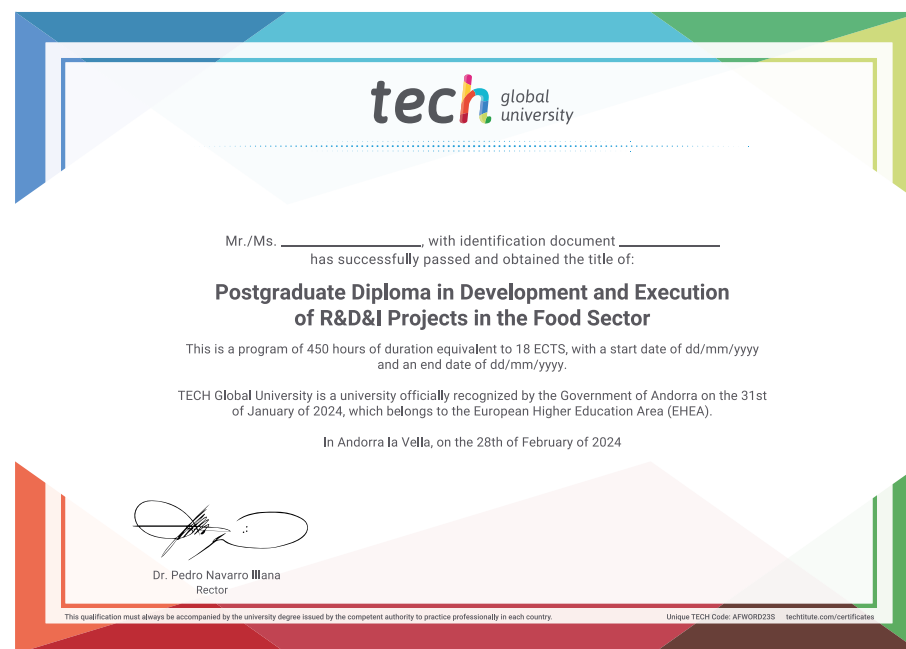 tech global
university
Mr./Ms. ____________, with identification document ____________
has successfully passed and obtained the title of:
Postgraduate Diploma in Development and Execution
of R&D&I Projects in the Food Sector
This is a program of 450 hours of duration equivalent to 18 ECTS, with a start date of dd/mm/yyyy
and an end date of dd/mm/yyyy.
TECH Global University is a university officially recognized by the Government of Andorra on the 31st
of January of 2024, which belongs to the European Higher Education Area (EHEA).
In Andorra la Vella, on the 28th of February of 2024
Dr. Pedro Navarro Illana
Rector
This qualification must always be accompanied by the university degree issued by the competent authority to practice professionally in each country.
Unique TECH Code: AFWORD23S techtitute.com/certificates